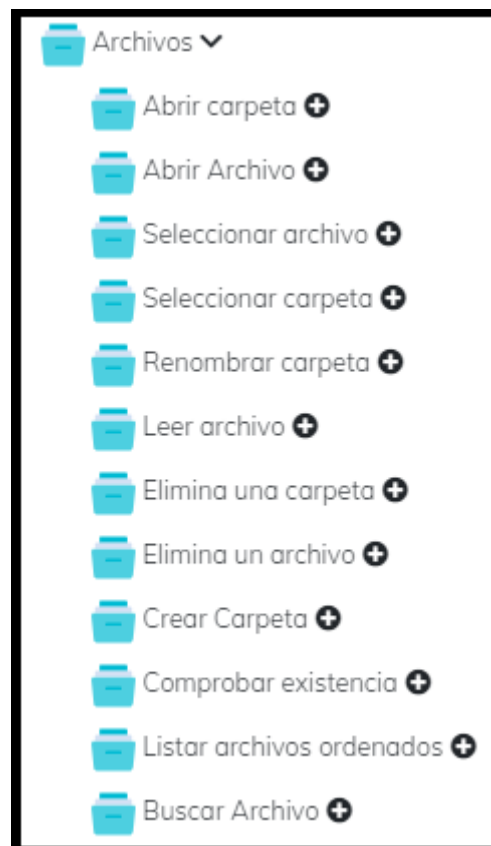 Archivos
Abrir carpeta
Abrir Archivo
Seleccionar archivo
Seleccionar carpeta
Renombrar carpeta
Leer archivo
Elimina una carpeta
Elimina un archivo
Crear Carpeta
Comprobar existencia
Listar archivos ordenados
Buscar Archivo